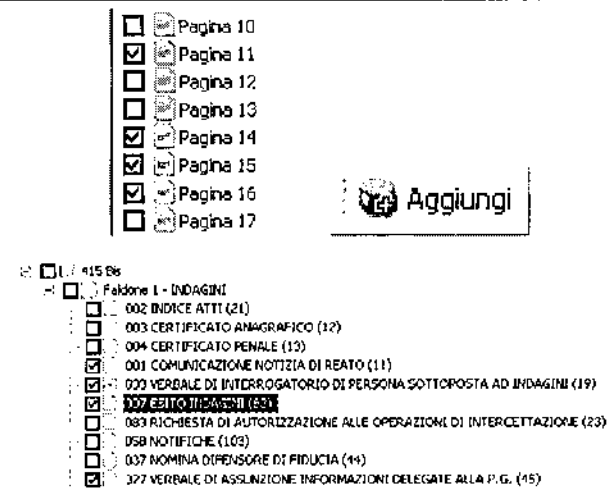 Pagina 10
Pagina 11
Pagina 12
Pagina 13
Pagina 14
Pagina 15
Pagina 16
Pagina 17
Aggiungi
415 Bis
Faldone 1 - INDAGINI
002 INDICE ATTI (21)
003 CERTIFICATO ANAGRAFICO (12)
004 CERTIFICATO PENALE (13)
001 COMUNICAZIONE NOTIZIA DI REATO (11)
VERBALE DI INTERROGATORIO DI PERSONA SOTTOPOSTA AD INDAGINI (19)
007 ESITO INDAGINI
083 RICHIESTA DI AUTORIZZAZIONE ALLE OPERAZIONI DI INTERCETTAZIONE (23)
058 NOTIFICHE (103)
037 NOMINA DIFENSORE DI FIDUCIA (44)
327 VERBALE DI ASSUNZIONE INFORMAZIONI DELEGATE ALLA P.G. (45)